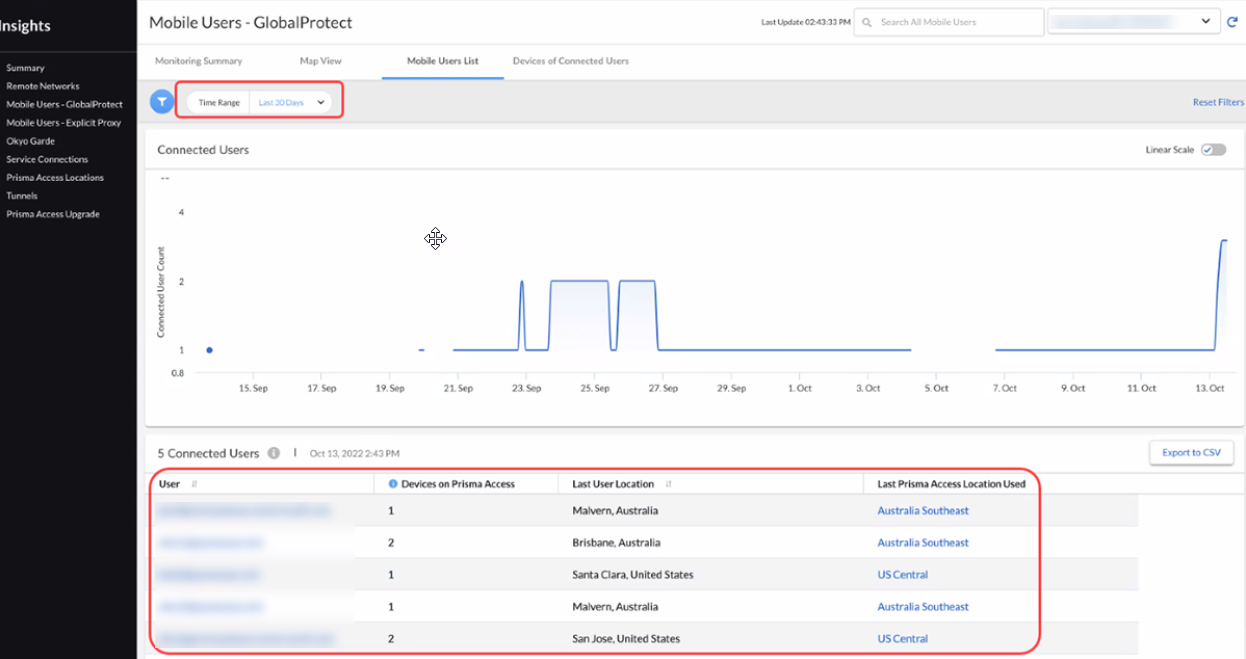 Insights
Summary
Remote Networks
Mobile Users - GlobalProtect
Mobile Users - Explicit Proxy
Okyo Garde
Service Connections
Prisma Access Locations
Tunnels
Prisma Access Upgrade
Mobile Users - GlobalProtect
Last Update 02:43:33 PM
Search All Mobile Users
Monitoring Summary
Map View
Mobile Users List
Devices of Connected Users
Time Range
Last 30 Days
Reset Filters
Connected Users
Linear Scale
--
4
2
1
0.8
Connected User Count
15. Sep
17. Sep
19. Sep
21. Sep
23. Sep
25. Sep
27. Sep
29. Sep
1. Oct
3. Oct
5. Oct
7. Oct
9. Oct
11. Oct
13. Oct
5 Connected Users | Oct 13, 2022 2:43 PM
Export to CSV
User Devices on Prisma Access Last User Location Last Prisma Access Location Used
1 Malvern, Australia Australia Southeast
2 Brisbane, Australia Australia Southeast
1 Santa Clara, United States US Central
1 Malvern, Australia Australia Southeast
2 San Jose, United States US Central